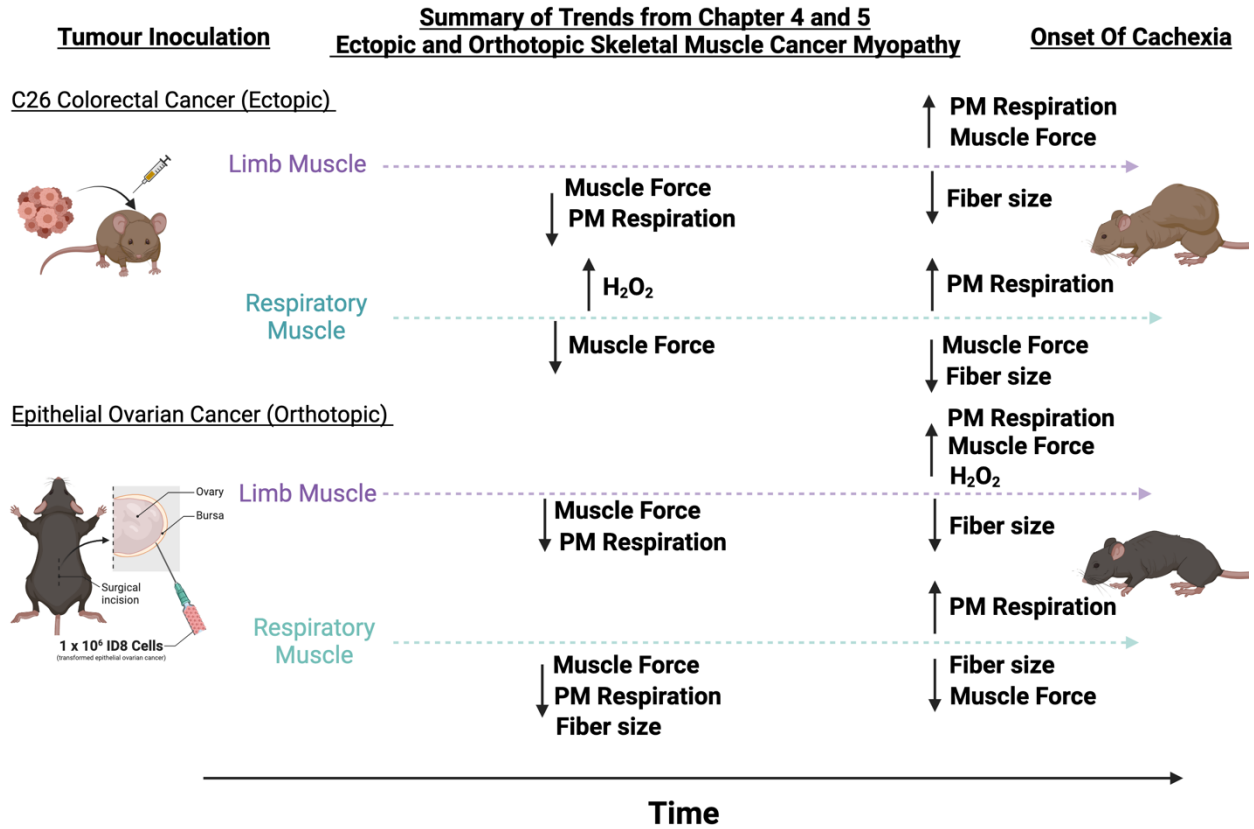 Tumour Inoculation
Summary of Trends from Chapter 4 and 5
Ectopic and Orthotopic Skeletal Muscle Cancer Myopathy
Onset Of Cachexia
C26 Colorectal Cancer (Ectopic)
PM Respiration
Muscle Force
Limb Muscle
Muscle Force
PM Respiration
Fiber size
H₂O₂
PM Respiration
Respiratory
Muscle
Muscle Force
Muscle Force
Fiber size
Epithelial Ovarian Cancer (Orthotopic)
PM Respiration
Muscle Force
H₂O₂
Limb Muscle
Ovary
Bursa
Muscle Force
PM Respiration
Fiber size
Surgical
incision
PM Respiration
1 x 10⁶ ID8 Cells
(transformed epithelial ovarian cancer)
Respiratory
Muscle
Muscle Force
PM Respiration
Fiber size
Fiber size
Muscle Force
Time